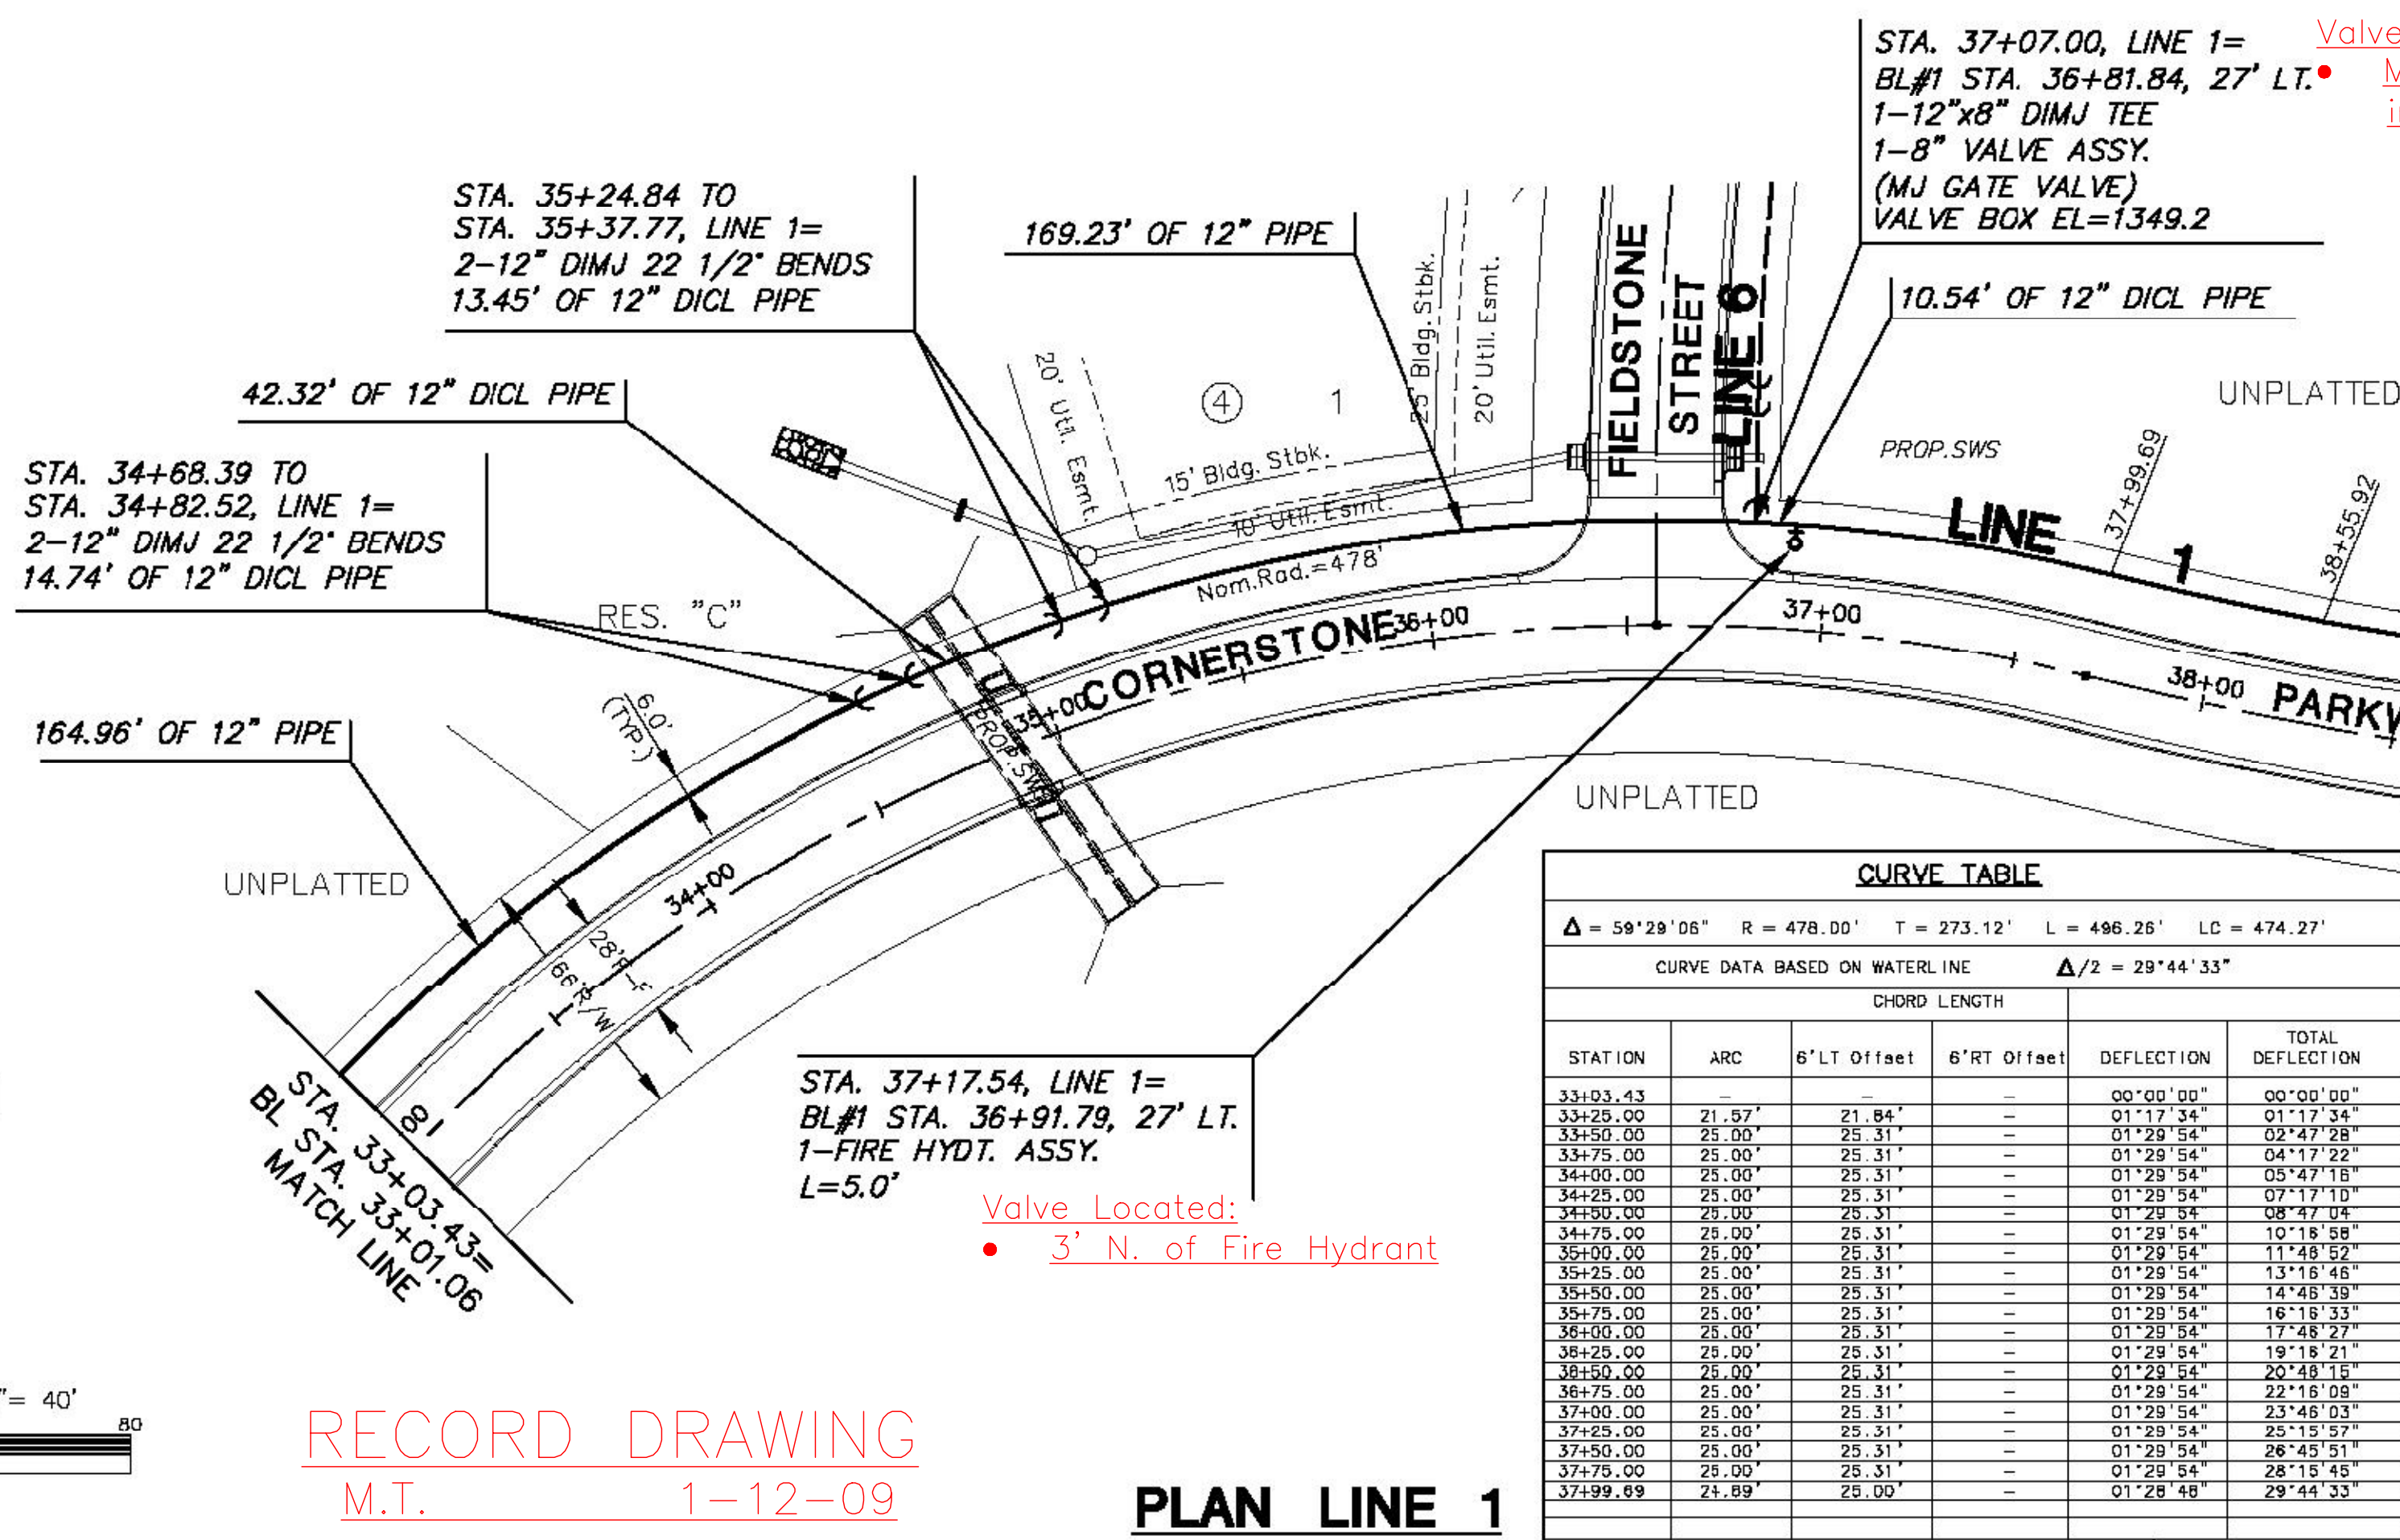 STA. 37+07.00, LINE 1=
BL#1 STA. 36+81.84, 27' LT.
1-12"x8" DIMJ TEE
1-8" VALVE ASSY.
(MJ GATE VALVE)
VALVE BOX EL=1349.2
Valve
STA. 35+24.84 TO
STA. 35+37.77, LINE 1=
2-12" DIMJ 22 1/2° BENDS
13.45' OF 12" DICL PIPE
169.23' OF 12" PIPE
10.54' OF 12" DICL PIPE
42.32' OF 12" DICL PIPE
STA. 34+68.39 TO
STA. 34+82.52, LINE 1=
2-12" DIMJ 22 1/2° BENDS
14.74' OF 12" DICL PIPE
164.96' OF 12" PIPE
20' Util. Esmt.
4
1
25' Bldg. Stbk.
20' Util. Esmt.
15' Bldg. Stbk.
10' Util. Esmt.
FIELDSTONE
STREET
LINE 6
UNPLATTED
PROP.SWS
LINE 1
37+99.69
38+55.92
Nom.Rad.=478'
RES. "C"
6.0'
(TYP.)
CORNERSTONE
PARKW
34+00
35+00
36+00
37+00
38+00
PROP.SWS
UNPLATTED
UNPLATTED
28'F-F
66'R/W
STA. 33+03.43=
BL STA. 33+01.06
MATCH LINE
STA. 37+17.54, LINE 1=
BL#1 STA. 36+91.79, 27' LT.
1-FIRE HYDT. ASSY.
L=5.0'
Valve Located:
• 3' N. of Fire Hydrant
"= 40'
80
RECORD DRAWING
M.T. 1-12-09
PLAN LINE 1
CURVE TABLE
Δ = 59°29'06" R = 478.00' T = 273.12' L = 496.26' LC = 474.27'
CURVE DATA BASED ON WATERLINE Δ/2 = 29°44'33"
CHORD LENGTH
STATION ARC 6'LT Offset 6'RT Offset DEFLECTION TOTAL DEFLECTION
33+03.43 - - - 00°00'00" 00°00'00"
33+25.00 21.57' 21.84' - 01°17'34" 01°17'34"
33+50.00 25.00' 25.31' - 01°29'54" 02°47'28"
33+75.00 25.00' 25.31' - 01°29'54" 04°17'22"
34+00.00 25.00' 25.31' - 01°29'54" 05°47'16"
34+25.00 25.00' 25.31' - 01°29'54" 07°17'10"
34+50.00 25.00' 25.31' - 01°29'54" 08°47'04"
34+75.00 25.00' 25.31' - 01°29'54" 10°16'58"
35+00.00 25.00' 25.31' - 01°29'54" 11°46'52"
35+25.00 25.00' 25.31' - 01°29'54" 13°16'46"
35+50.00 25.00' 25.31' - 01°29'54" 14°46'39"
35+75.00 25.00' 25.31' - 01°29'54" 16°16'33"
36+00.00 25.00' 25.31' - 01°29'54" 17°46'27"
36+25.00 25.00' 25.31' - 01°29'54" 19°16'21"
36+50.00 25.00' 25.31' - 01°29'54" 20°46'15"
36+75.00 25.00' 25.31' - 01°29'54" 22°16'09"
37+00.00 25.00' 25.31' - 01°29'54" 23°46'03"
37+25.00 25.00' 25.31' - 01°29'54" 25°15'57"
37+50.00 25.00' 25.31' - 01°29'54" 26°45'51"
37+75.00 25.00' 25.31' - 01°29'54" 28°15'45"
37+99.69 24.69' 25.00' - 01°28'48" 29°44'33"